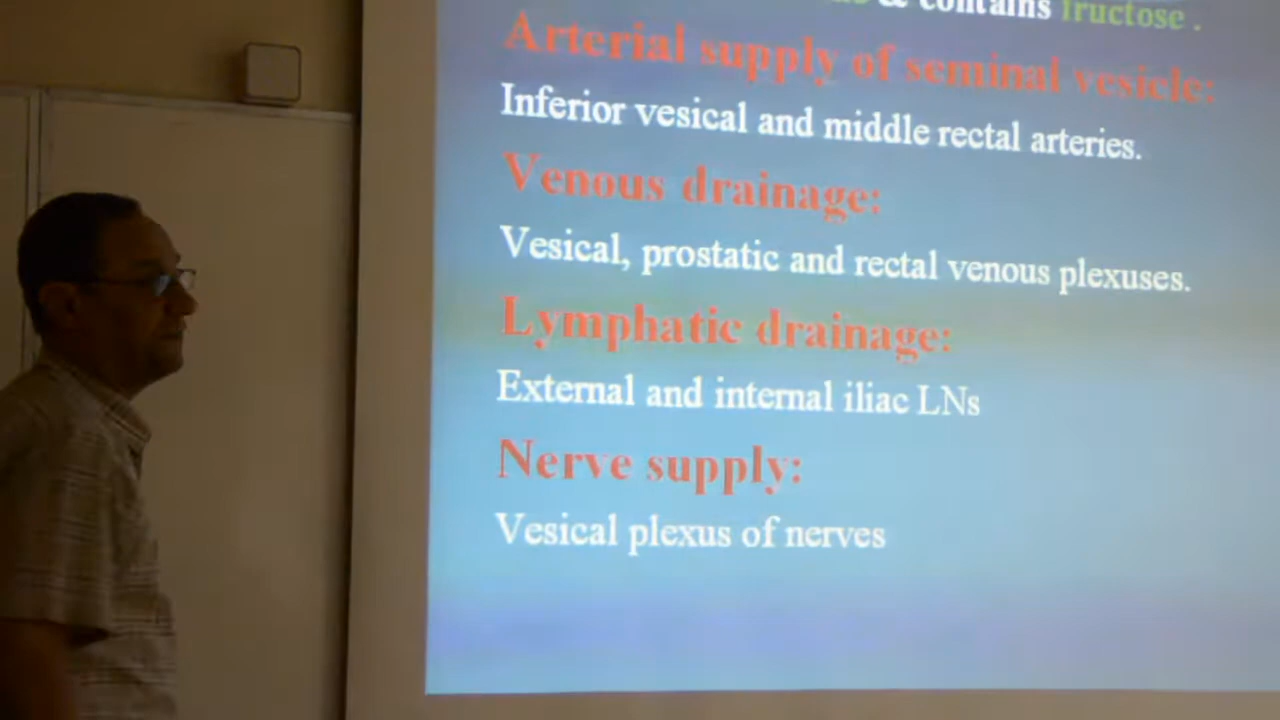 & contains fructose .
Arterial supply of seminal vesicle:
Inferior vesical and middle rectal arteries.
Venous drainage:
Vesical, prostatic and rectal venous plexuses.
Lymphatic drainage:
External and internal iliac LNs
Nerve supply:
Vesical plexus of nerves